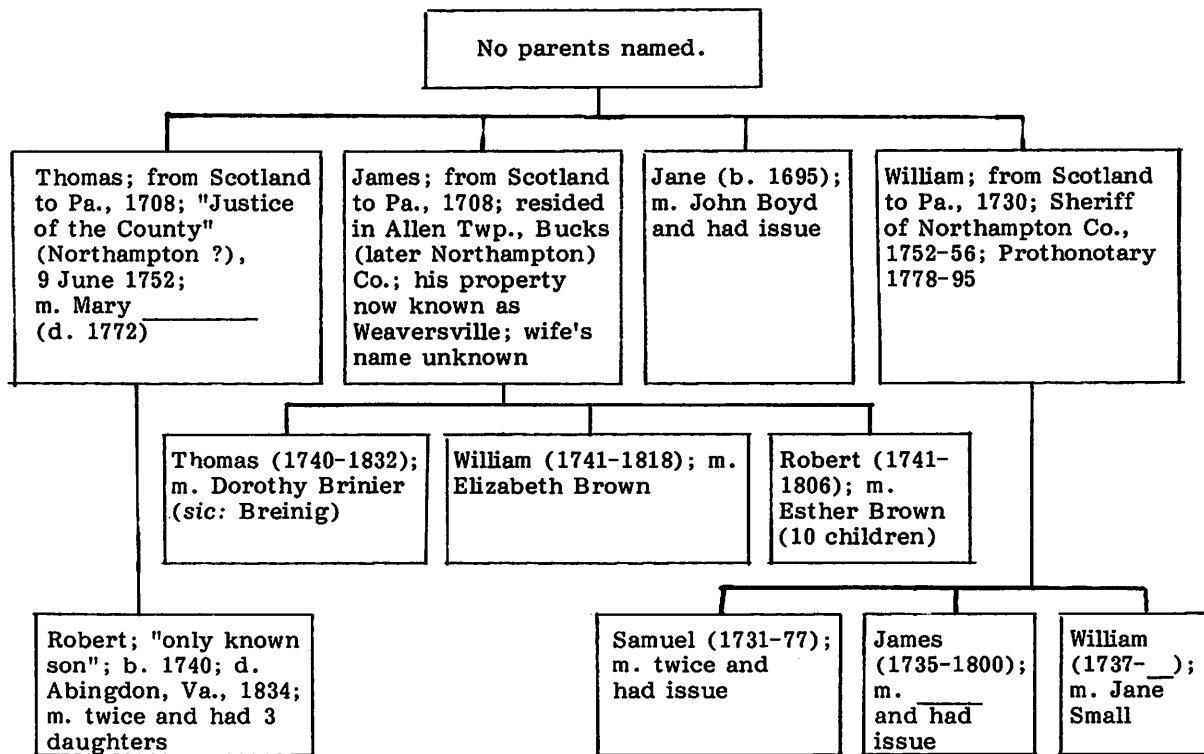 No parents named.
Thomas; from Scotland
to Pa., 1708; "Justice
of the County"
(Northampton ?),
9 June 1752;
m. Mary __________
(d. 1772)
James; from Scotland
to Pa., 1708; resided
in Allen Twp., Bucks
(later Northampton)
Co.; his property
now known as
Weaversville; wife's
name unknown
Jane (b. 1695);
m. John Boyd
and had issue
William; from Scotland
to Pa., 1730; Sheriff
of Northampton Co.,
1752-56; Prothonotary
1778-95
Thomas (1740-1832);
m. Dorothy Brinier
(sic: Breinig)
William (1741-1818); m.
Elizabeth Brown
Robert (1741-
1806); m.
Esther Brown
(10 children)
Robert; "only known
son"; b. 1740; d.
Abingdon, Va., 1834;
m. twice and had 3
daughters
Samuel (1731-77);
m. twice and
had issue
James
(1735-1800);
m. _____
and had
issue
William
(1737-__);
m. Jane
Small